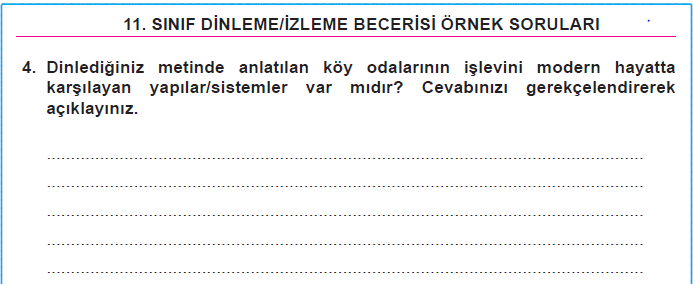 11. SINIF DİNLEME/İZLEME BECERİSİ ÖRNEK SORULARI
4. Dinlediğiniz metinde anlatılan köy odalarının işlevini modern hayatta
karşılayan yapılar/sistemler var mıdır? Cevabınızı gerekçelendirerek
açıklayınız.